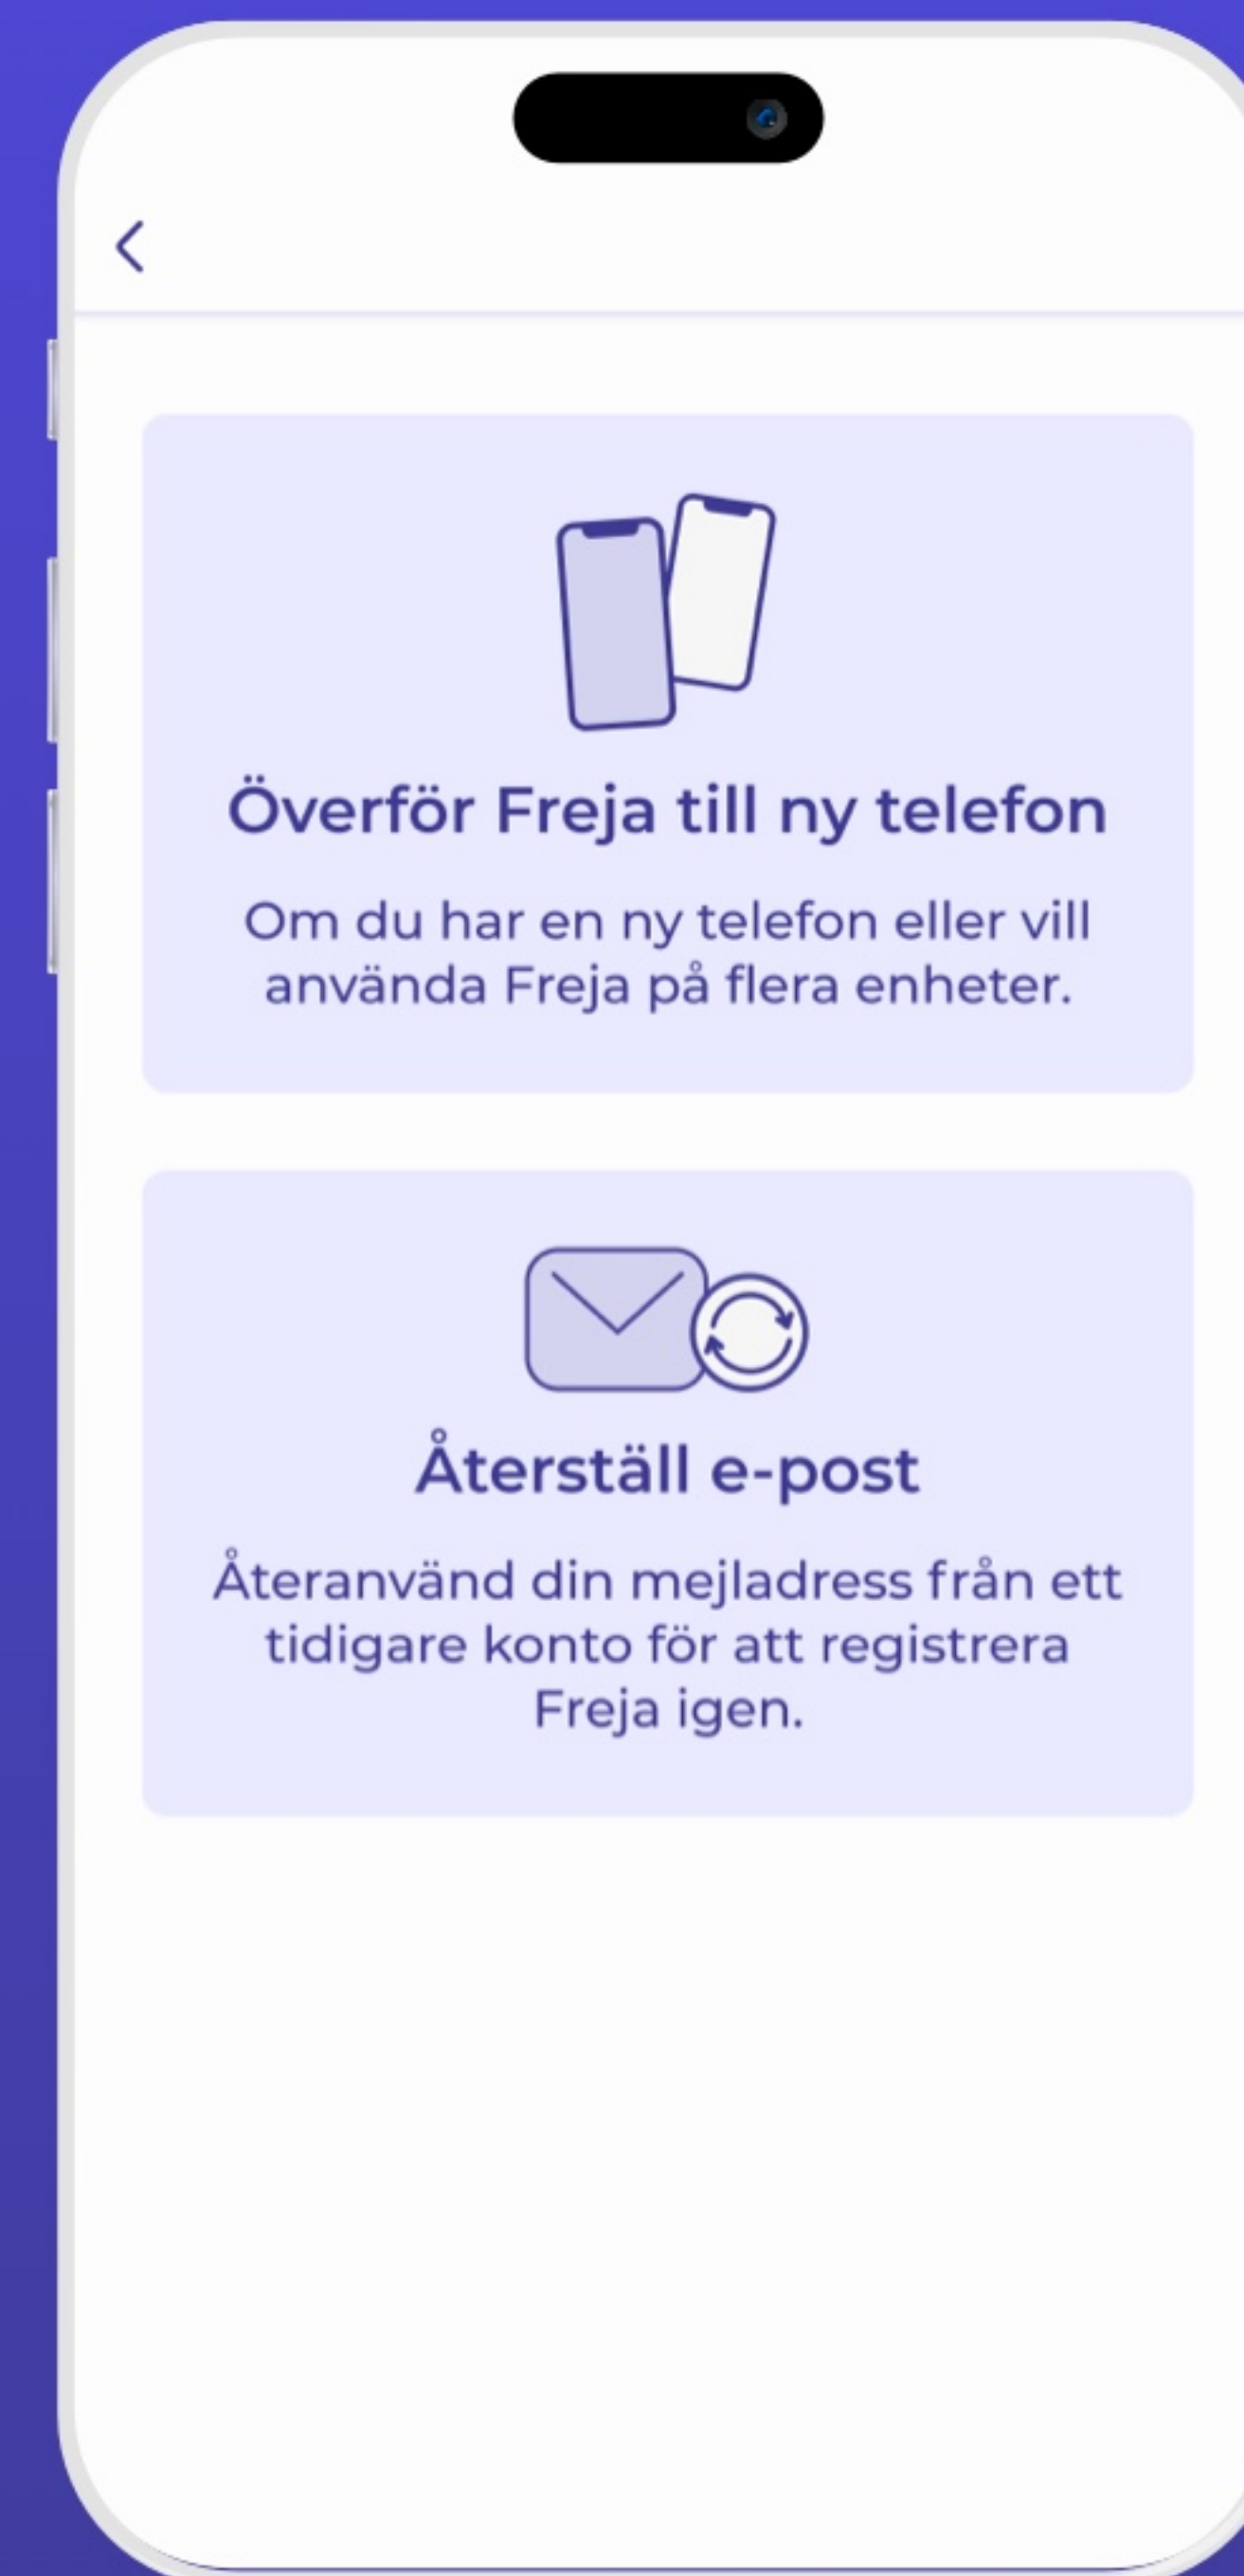 Överför Freja till ny telefon
Om du har en ny telefon eller vill
använda Freja på flera enheter.
Återställ e-post
Återanvänd din mejladress från ett
tidigare konto för att registrera
Freja igen.